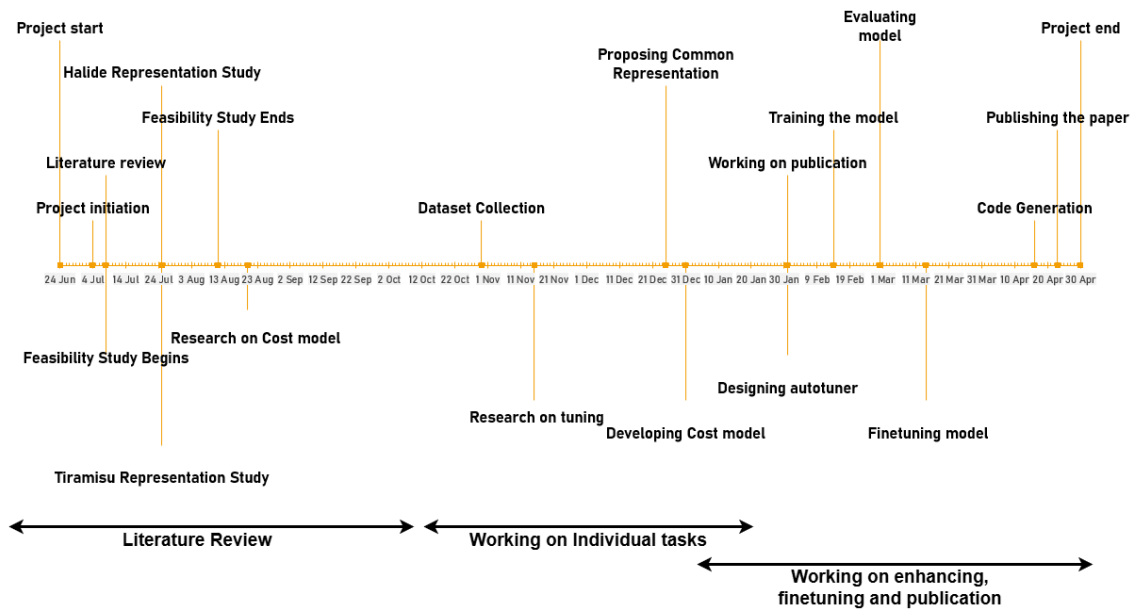 Project start
Evaluating
model
Project end
Halide Representation Study
Proposing Common
Representation
Feasibility Study Ends
Training the model
Publishing the paper
Literature review
Working on publication
Project initiation
Dataset Collection
Code Generation
24 Jun 4 Jul 14 Jul 24 Jul 3 Aug 13 Aug 23 Aug 2 Sep 12 Sep 22 Sep 2 Oct 12 Oct 22 Oct 1 Nov 11 Nov 21 Nov 1 Dec 11 Dec 21 Dec 31 Dec 10 Jan 20 Jan 30 Jan 9 Feb 19 Feb 1 Mar 11 Mar 21 Mar 31 Mar 10 Apr 20 Apr 30 Apr
Research on Cost model
Feasibility Study Begins
Designing autotuner
Research on tuning
Developing Cost model
Finetuning model
Tiramisu Representation Study
Literature Review
Working on Individual tasks
Working on enhancing,
finetuning and publication